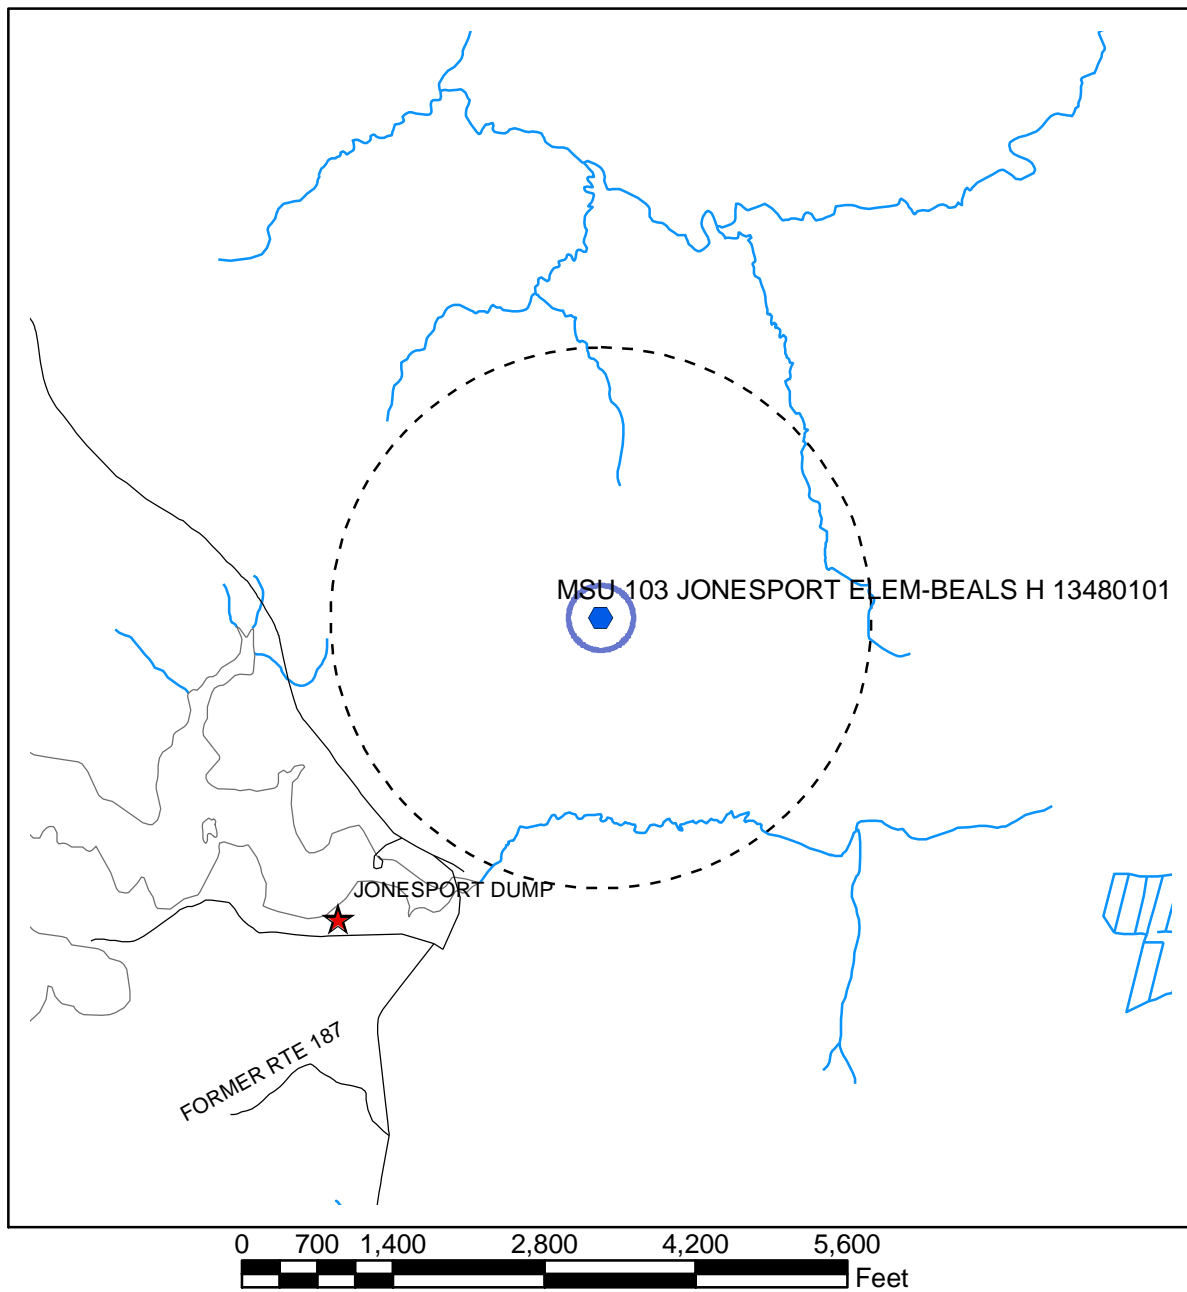 MSU 103 JONESPORT ELEM-BEALS H 13480101
JONESPORT DUMP
FORMER RTE 187
0 700 1,400 2,800 4,200 5,600
Feet